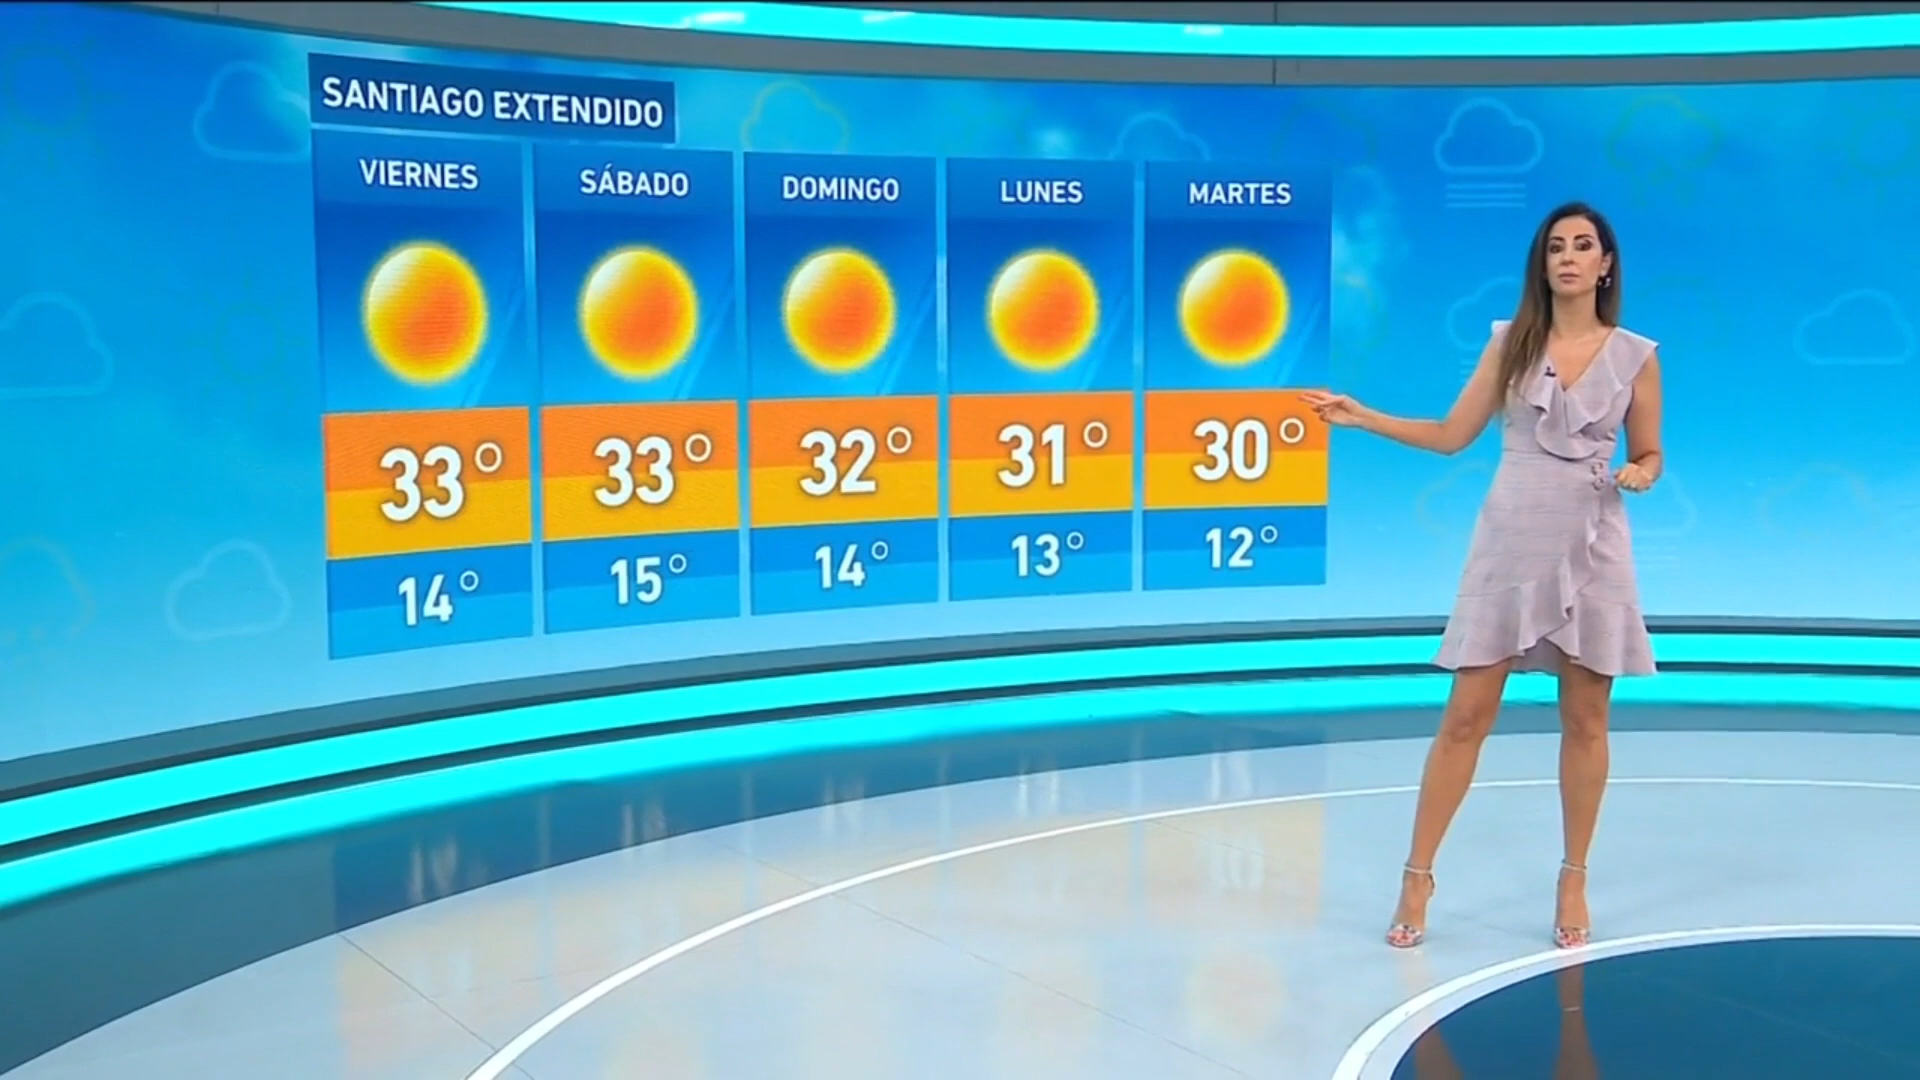 SANTIAGO EXTENDIDO
VIERNES SÁBADO DOMINGO LUNES MARTES
33° 33° 32° 31° 30°
14° 15° 14° 13° 12°